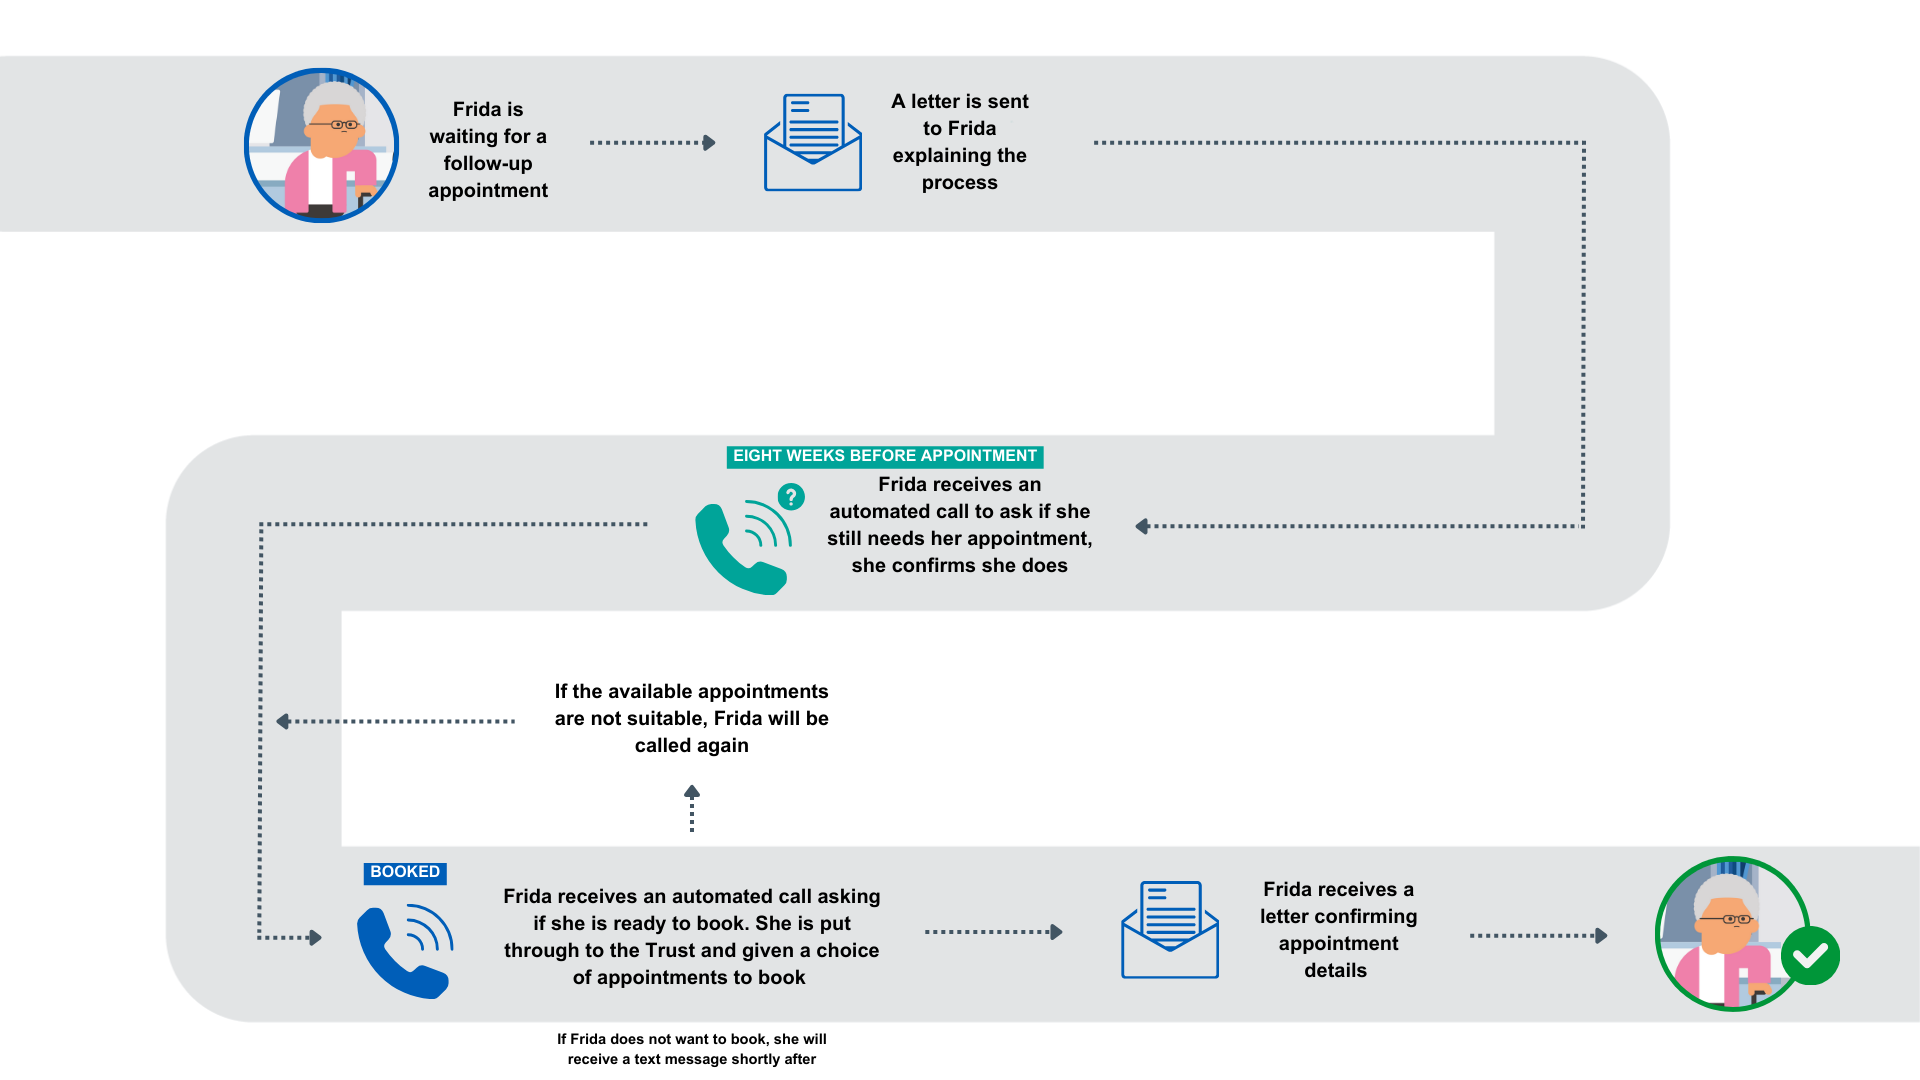 Frida is
waiting for a
follow-up
appointment
A letter is sent
to Frida
explaining the
process
EIGHT WEEKS BEFORE APPOINTMENT
?
Frida receives an
automated call to ask if she
still needs her appointment,
she confirms she does
If the available appointments
are not suitable, Frida will be
called again
BOOKED
Frida receives an automated call asking
if she is ready to book. She is put
through to the Trust and given a choice
of appointments to book
Frida receives a
letter confirming
appointment
details
If Frida does not want to book, she will
receive a text message shortly after